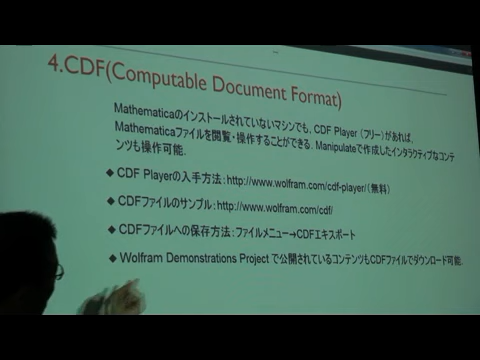 4.CDF(Computable Document Format)
Mathematicaのインストールされていないマシンでも、CDF Player （フリー）があれば、
Mathematicaファイルを閲覧・操作することができる. Manipulateで作成したインタラクティブなコンテ
ンツも操作可能.
◆ CDF Playerの入手方法：http://www.wolfram.com/cdf-player/（無料）
◆ CDFファイルのサンプル：http://www.wolfram.com/cdf/
◆ CDFファイルへの保存方法：ファイルメニュー→CDFエキスポート
◆ Wolfram Demonstrations Project で公開されているコンテンツもCDFファイルでダウンロード可能.